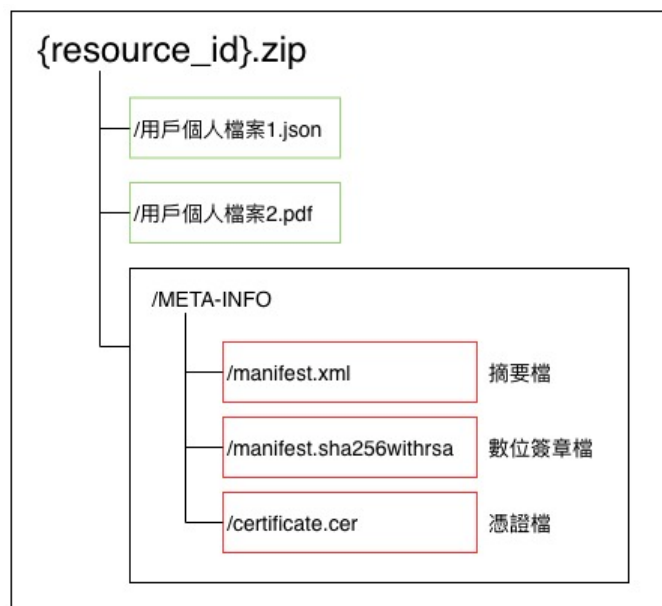 {resource_id}.zip
/用戶個人檔案1.json
/用戶個人檔案2.pdf
/META-INFO
/manifest.xml 摘要檔
/manifest.sha256withrsa 數位簽章檔
/certificate.cer 憑證檔